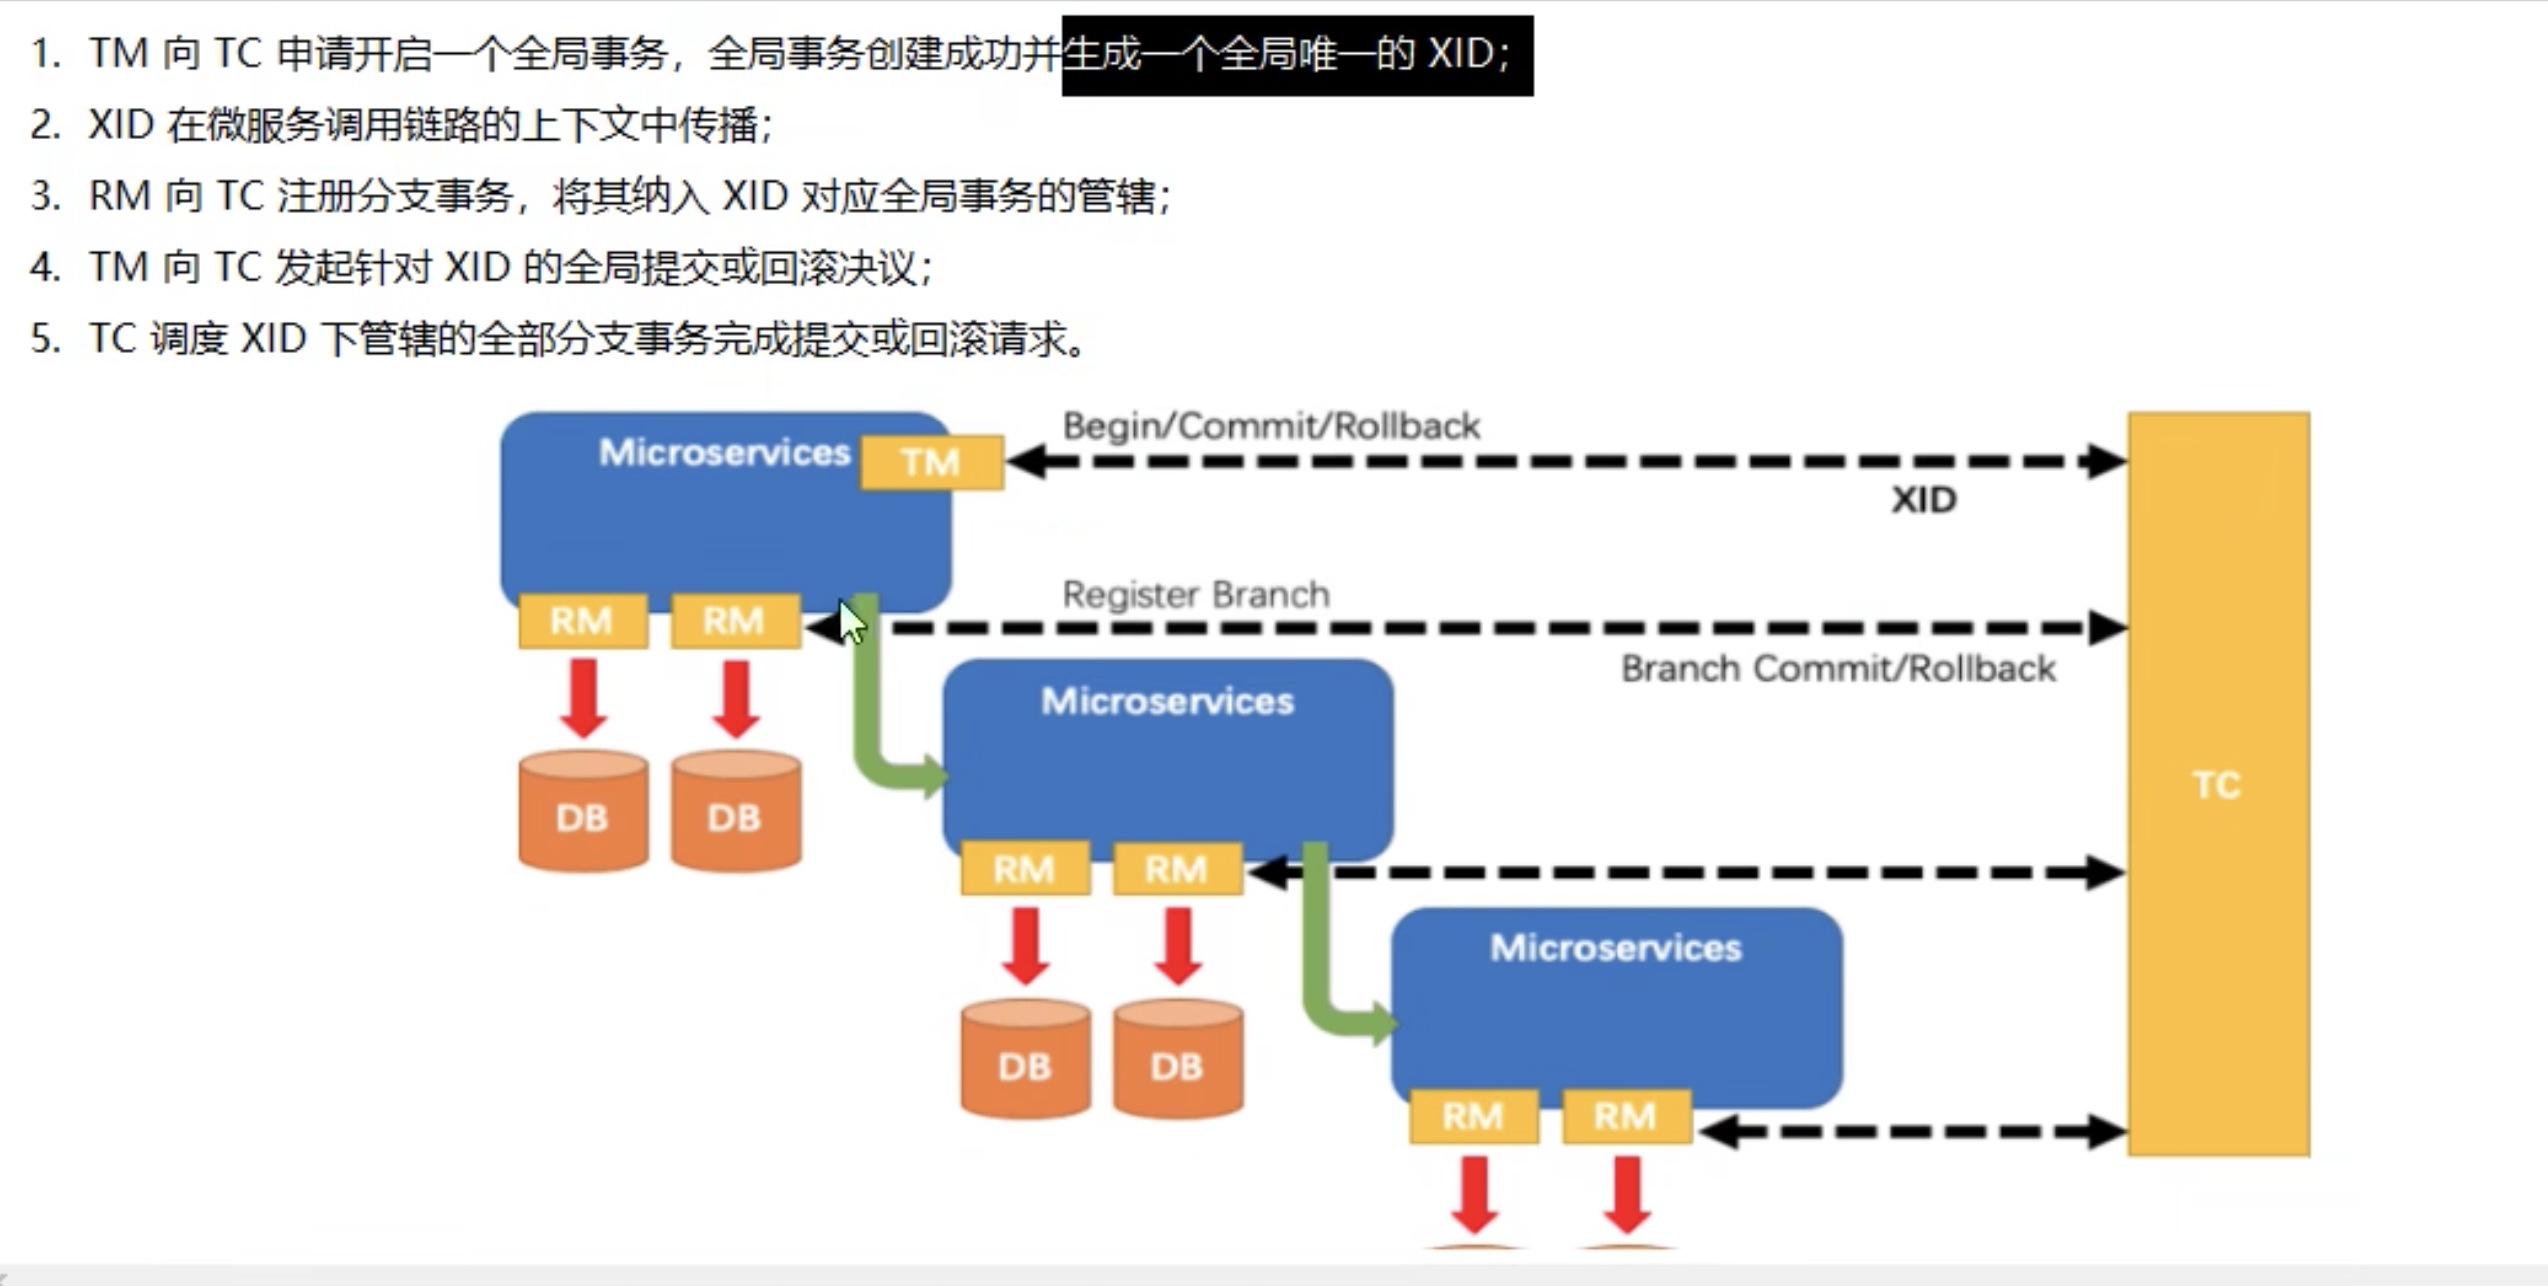 1. TM 向 TC 申请开启一个全局事务，全局事务创建成功并生成一个全局唯一的 XID；
2. XID 在微服务调用链路的上下文中传播；
3. RM 向 TC 注册分支事务，将其纳入 XID 对应全局事务的管辖；
4. TM 向 TC 发起针对 XID 的全局提交或回滚决议；
5. TC 调度 XID 下管辖的全部分支事务完成提交或回滚请求。
Begin/Commit/Rollback
Microservices
TM
XID
Register Branch
RM
RM
Branch Commit/Rollback
Microservices
TC
DB
DB
RM
RM
Microservices
DB
DB
RM
RM